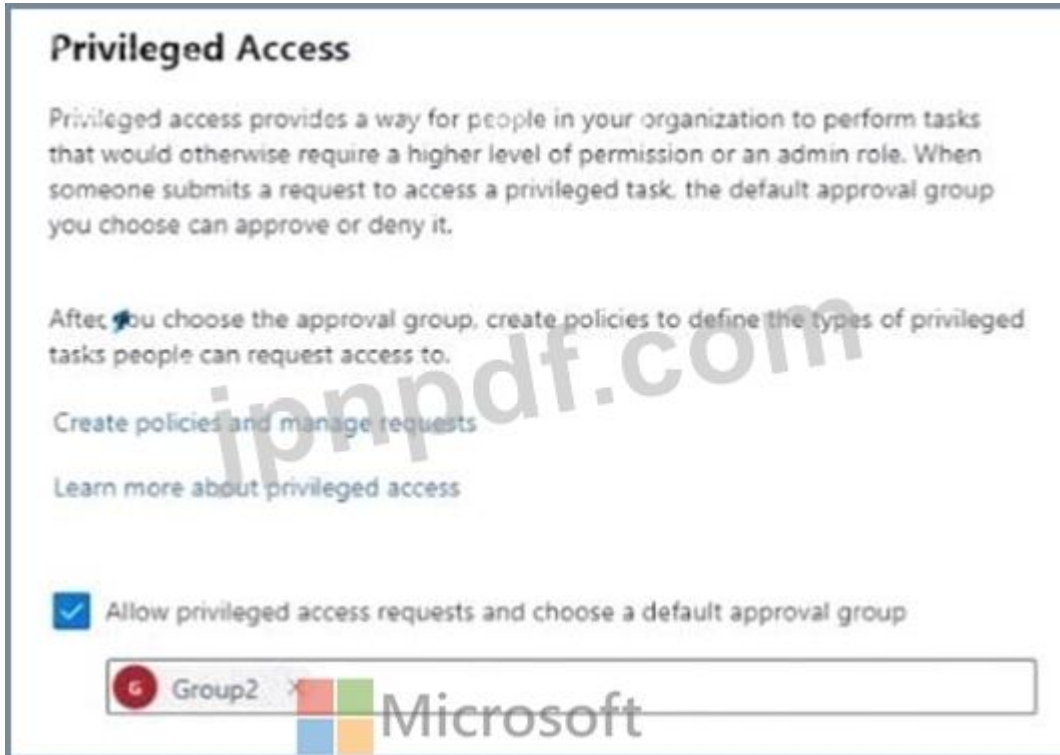 Privileged Access
Privileged access provides a way for people in your organization to perform tasks
that would otherwise require a higher level of permission or an admin role. When
someone submits a request to access a privileged task, the default approval group
you choose can approve or deny it.
After you choose the approval group, create policies to define the types of privileged
tasks people can request access to.
jpnpdf.com
Create policies and manage requests
Learn more about privileged access
Allow privileged access requests and choose a default approval group
G Group2 ×
Microsoft